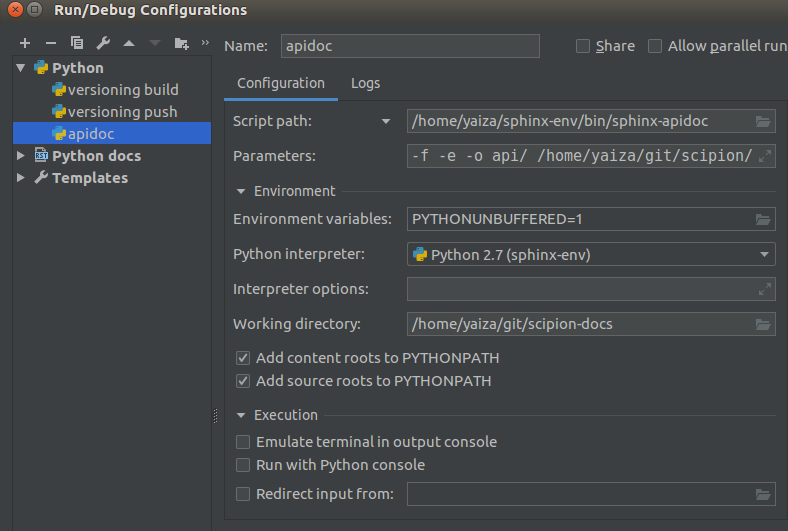 Run/Debug Configurations
Name: apidoc Share Allow parallel run
Python
versioning build
versioning push
apidoc
RST Python docs
Templates
Configuration Logs
Script path: /home/yaiza/sphinx-env/bin/sphinx-apidoc
Parameters: -f -e -o api/ /home/yaiza/git/scipion/
Environment
Environment variables: PYTHONUNBUFFERED=1
Python interpreter: Python 2.7 (sphinx-env)
Interpreter options:
Working directory: /home/yaiza/git/scipion-docs
Add content roots to PYTHONPATH
Add source roots to PYTHONPATH
Execution
Emulate terminal in output console
Run with Python console
Redirect input from: